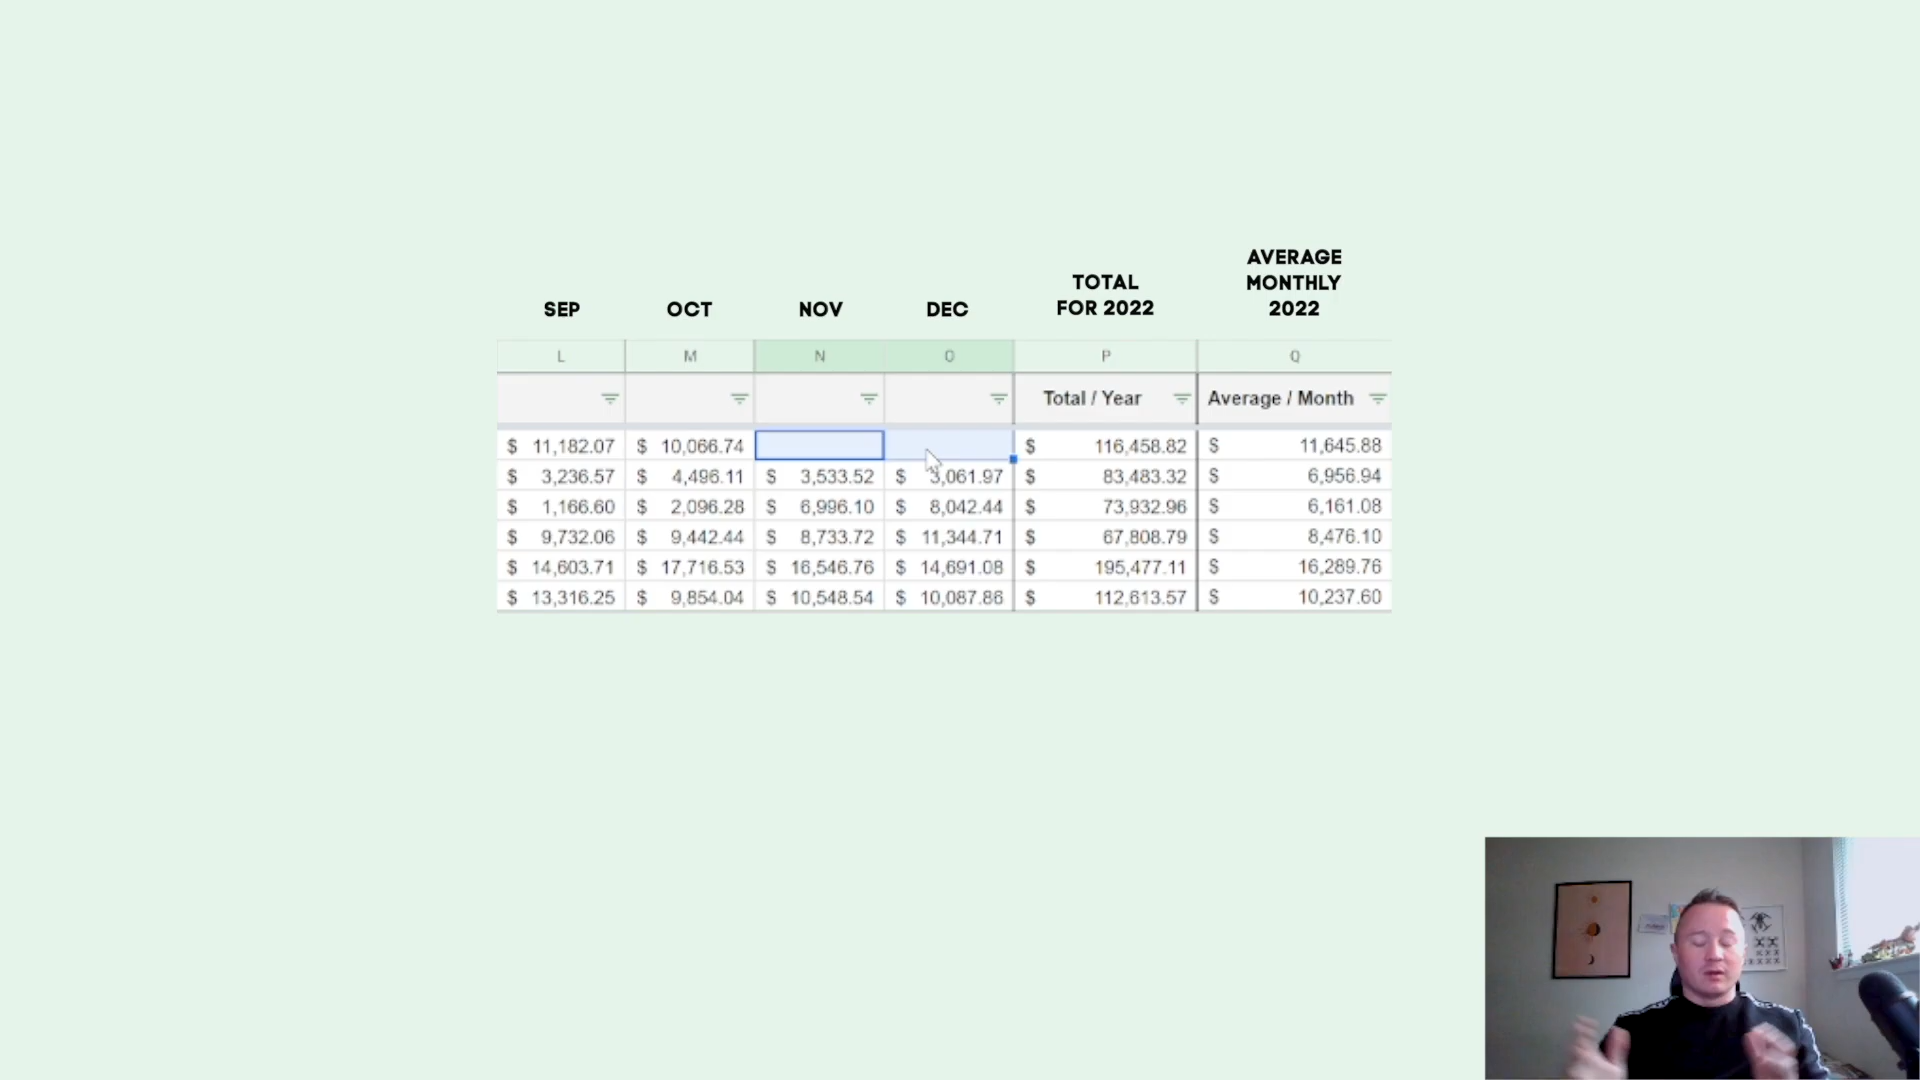 AVERAGE
MONTHLY
2022
TOTAL
FOR 2022
SEP OCT NOV DEC
L M N O P Q
Total / Year Average / Month
$ 11,182.07 $ 10,066.74 $ 116,458.82 $ 11,645.88
$ 3,236.57 $ 4,496.11 $ 3,533.52 $ 3,061.97 $ 83,483.32 $ 6,956.94
$ 1,166.60 $ 2,096.28 $ 6,996.10 $ 8,042.44 $ 73,932.96 $ 6,161.08
$ 9,732.06 $ 9,442.44 $ 8,733.72 $ 11,344.71 $ 67,808.79 $ 8,476.10
$ 14,603.71 $ 17,716.53 $ 16,546.76 $ 14,691.08 $ 195,477.11 $ 16,289.76
$ 13,316.25 $ 9,854.04 $ 10,548.54 $ 10,087.86 $ 112,613.57 $ 10,237.60